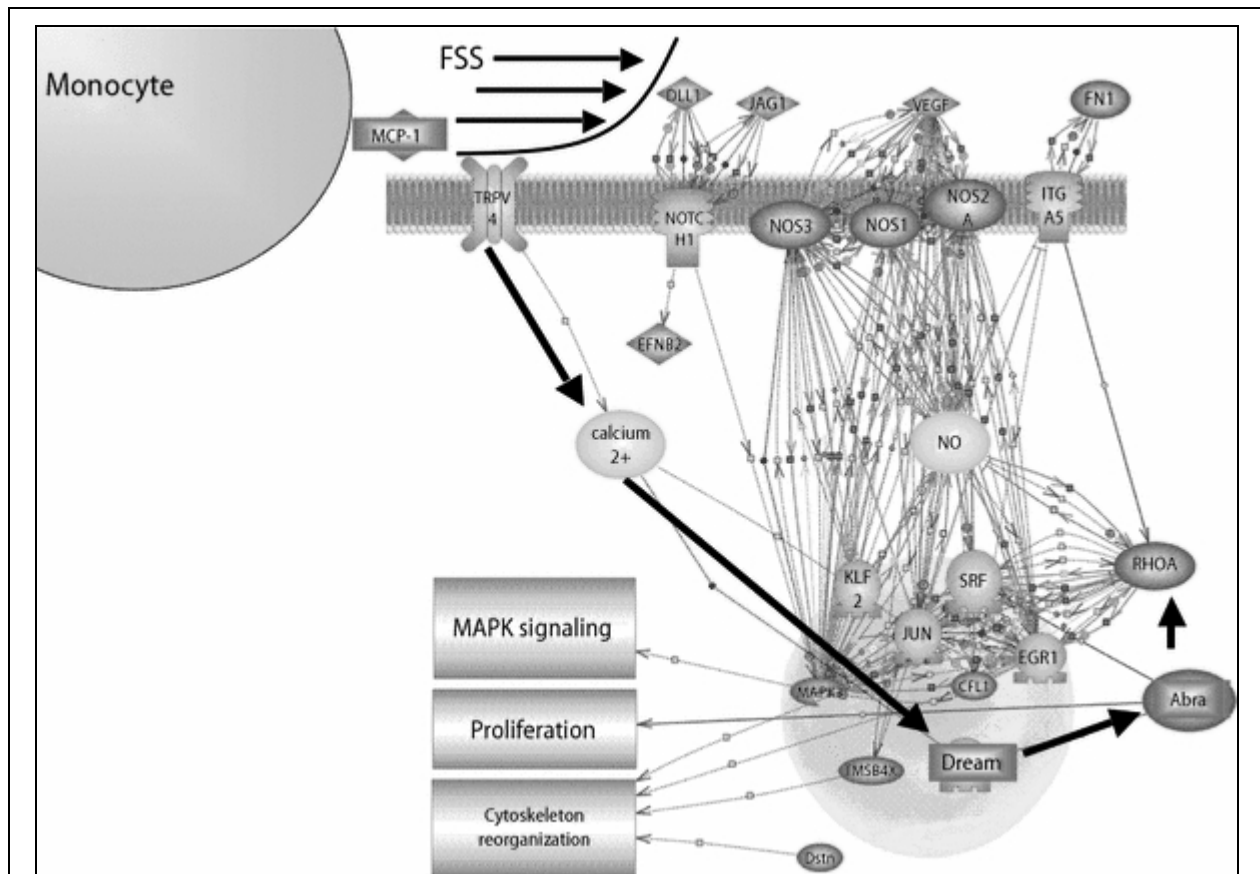 FSS
Monocyte
MCP-1
DLL1
JAG1
VEGF
FN1
TRPV
4
NOTC
H1
NOS3
NOS1
NOS2
A
ITG
A5
EFNB2
calcium
2+
NO
KLF
2
SRF
RHOA
JUN
EGR1
MAPK signaling
MAPK3
CFL1
Abra
Proliferation
TMSB4X
Dream
Cytoskeleton
reorganization
Dstn